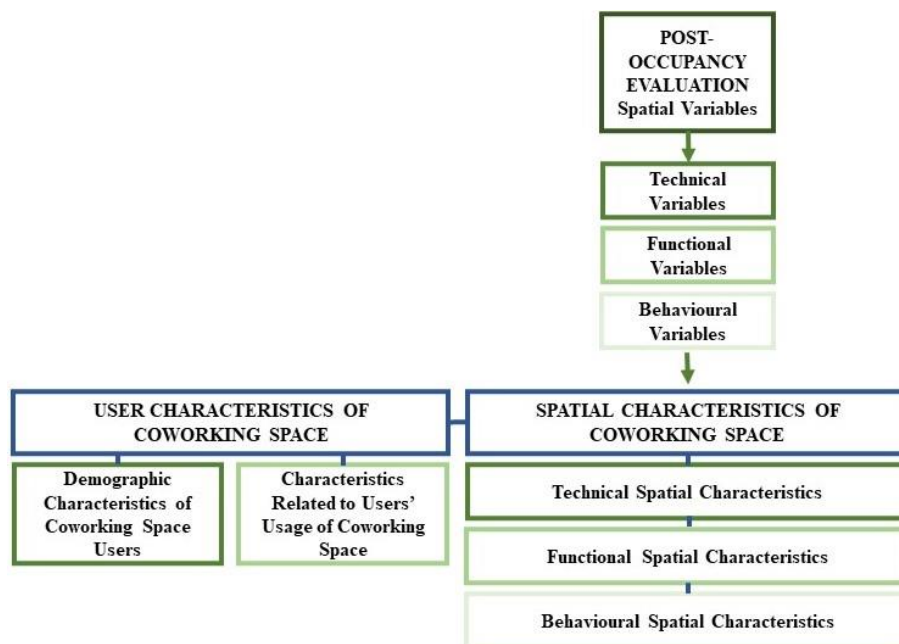 POST-
OCCUPANCY
EVALUATION
Spatial Variables
Technical
Variables
Functional
Variables
Behavioural
Variables
USER CHARACTERISTICS OF
COWORKING SPACE
SPATIAL CHARACTERISTICS OF
COWORKING SPACE
Demographic
Characteristics of
Coworking Space
Users
Characteristics
Related to Users'
Usage of Coworking
Space
Technical Spatial Characteristics
Functional Spatial Characteristics
Behavioural Spatial Characteristics